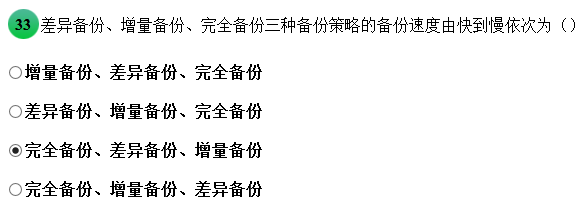 33 差异备份、增量备份、完全备份三种备份策略的备份速度由快到慢依次为（）
增量备份、差异备份、完全备份
差异备份、增量备份、完全备份
完全备份、差异备份、增量备份
完全备份、增量备份、差异备份